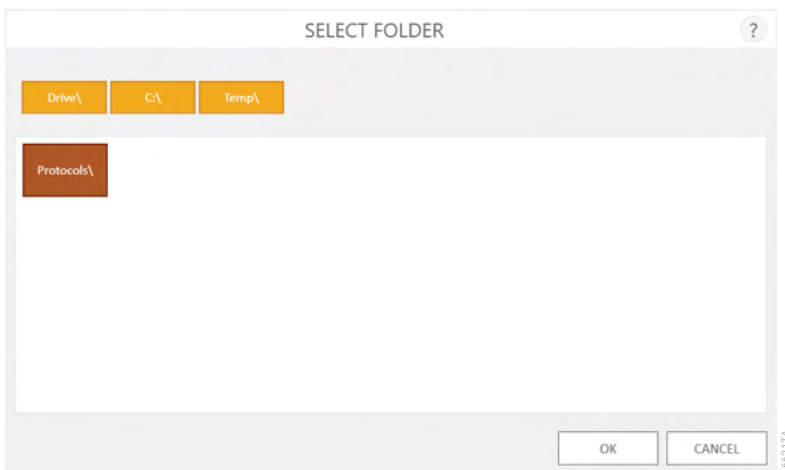 SELECT FOLDER
?
Drive\ C:\ Temp\
Protocols\
OK CANCEL